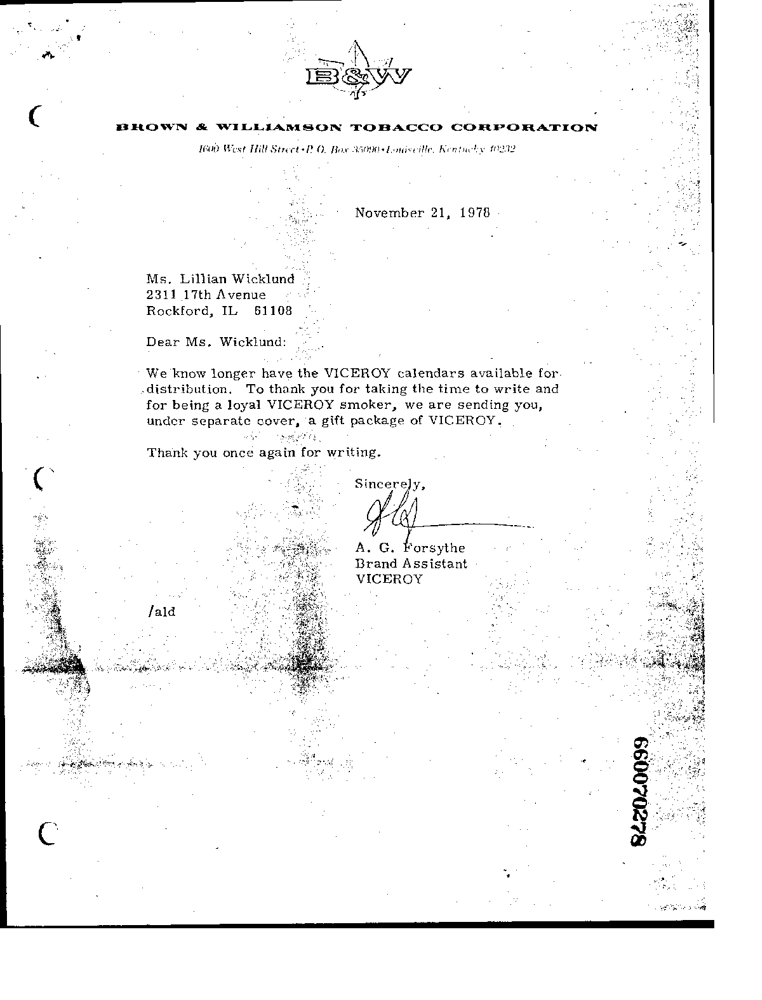 B&W
BROWN & WILLIAMSON TOBACCO CORPORATION
1600 West Hill Street • P. O. Box 35090 • Louisville, Kentucky 40232
November 21, 1978
Ms. Lillian Wicklund
2311 17th Avenue
Rockford, IL 61108
Dear Ms. Wicklund:
We know longer have the VICEROY calendars available for
distribution. To thank you for taking the time to write and
for being a loyal VICEROY smoker, we are sending you,
under separate cover, a gift package of VICEROY.
Thank you once again for writing.
Sincerely,
A. G. Forsythe
Brand Assistant
VICEROY
/ald
660070278